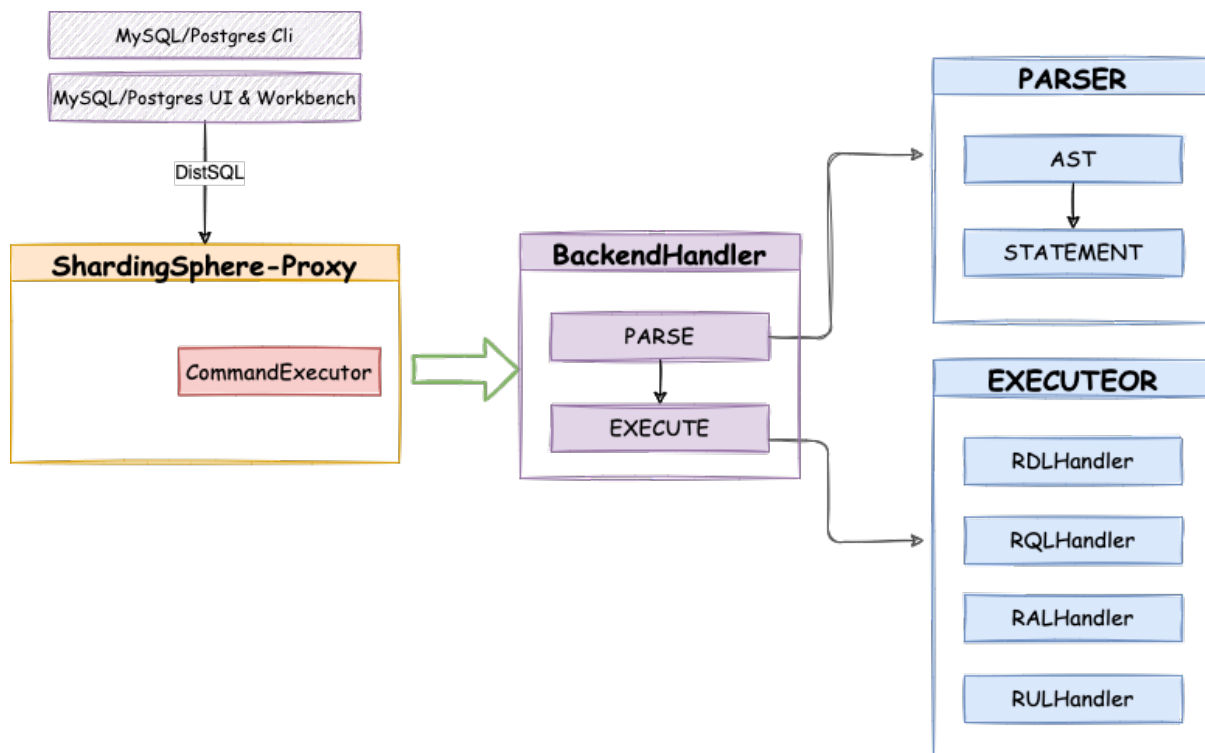 MySQL/Postgres Cli
MySQL/Postgres UI & Workbench
DistSQL
ShardingSphere-Proxy
CommandExecutor
BackendHandler
PARSE
EXECUTE
PARSER
AST
STATEMENT
EXECUTEOR
RDLHandler
RQLHandler
RALHandler
RULHandler